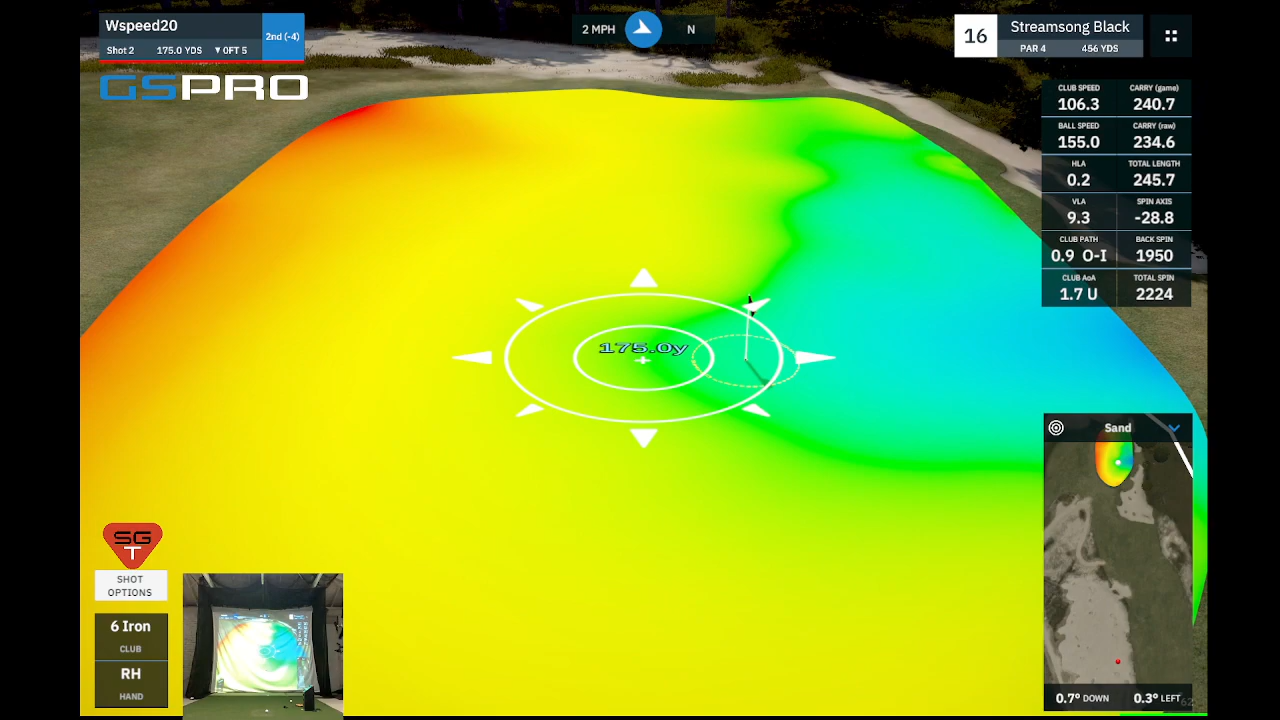 Wspeed20
Shot 2 175.0 YDS ▼0FT 5
2nd (-4)
GSPRO
2 MPH N
16
Streamsong Black
PAR 4 456 YDS
CLUB SPEED CARRY (game)
106.3 240.7
BALL SPEED CARRY (raw)
155.0 234.6
HLA TOTAL LENGTH
0.2 245.7
VLA SPIN AXIS
9.3 -28.8
CLUB PATH BACK SPIN
0.9 O-I 1950
CLUB AoA TOTAL SPIN
1.7 U 2224
175.0y
Sand
0.7° DOWN 0.3° LEFT
SG
T
SHOT
OPTIONS
6 Iron
CLUB
RH
HAND